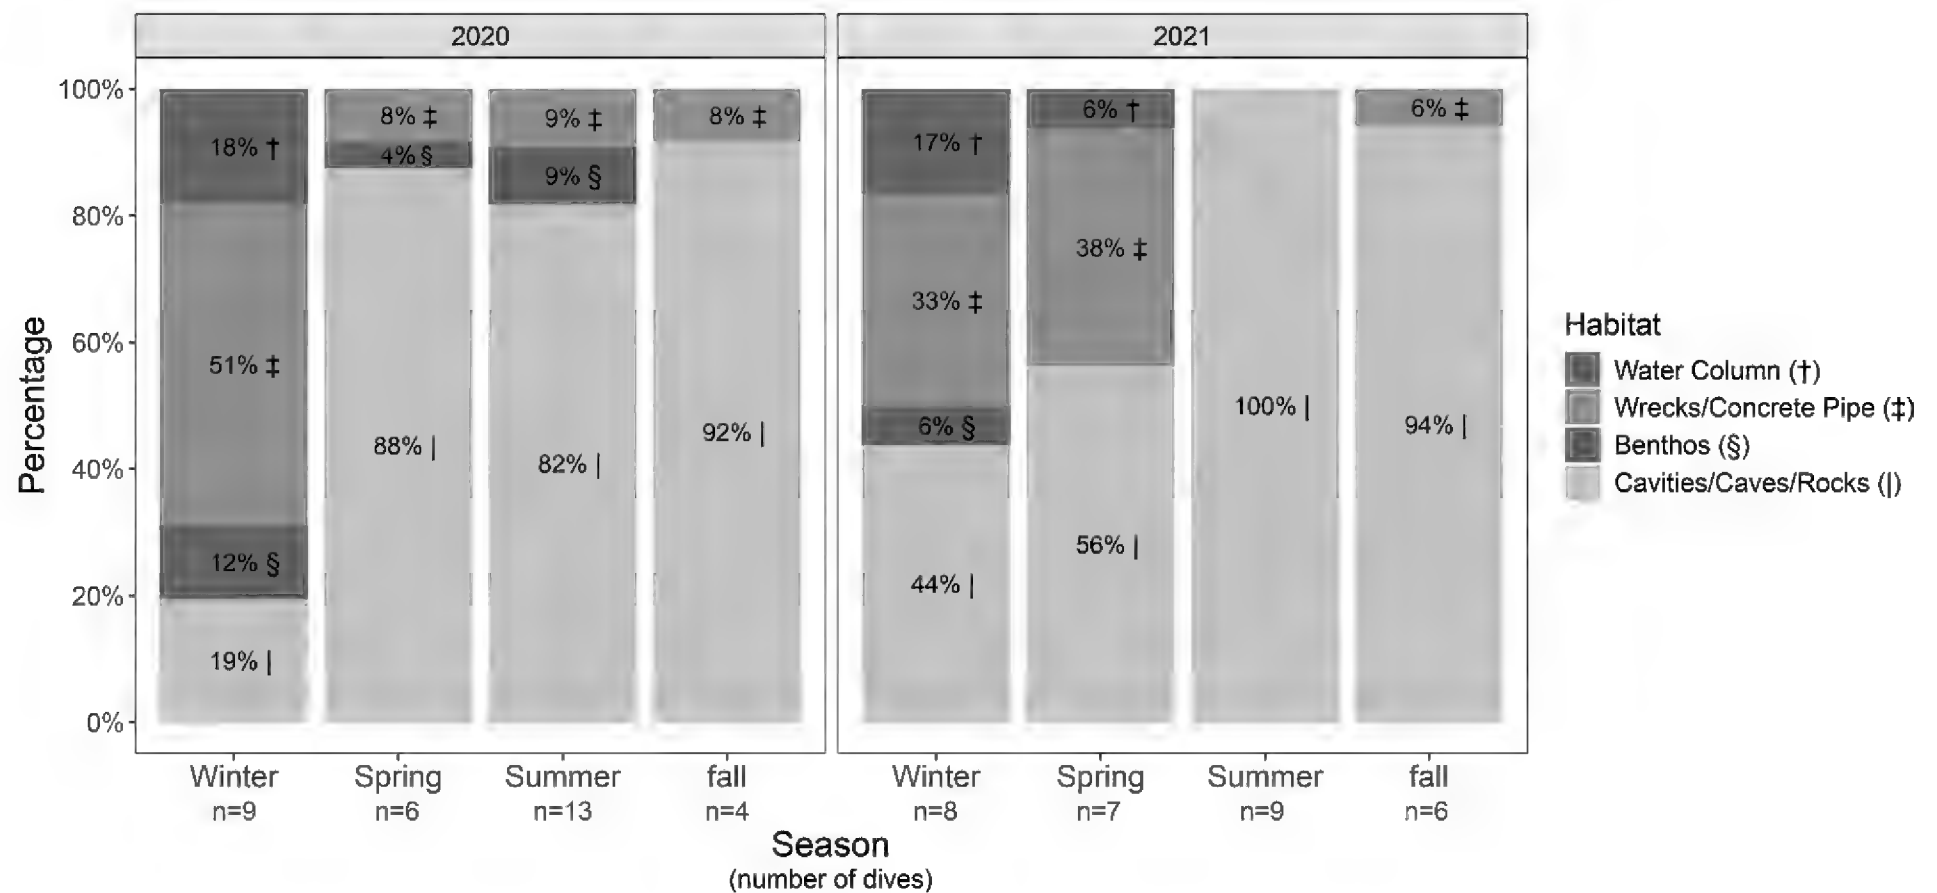 2020
2021
100%
80%
60%
40%
20%
0%
Percentage
18% †
51% ‡
12% §
19% |
8% ‡
4% §
88% |
9% ‡
9% §
82% |
8% ‡
92% |
17% †
33% ‡
6% §
44% |
6% †
38% ‡
56% |
100% |
6% ‡
94% |
Winter
n=9
Spring
n=6
Summer
n=13
fall
n=4
Winter
n=8
Spring
n=7
Summer
n=9
fall
n=6
Season
(number of dives)
Habitat
Water Column (†)
Wrecks/Concrete Pipe (‡)
Benthos (§)
Cavities/Caves/Rocks (|)